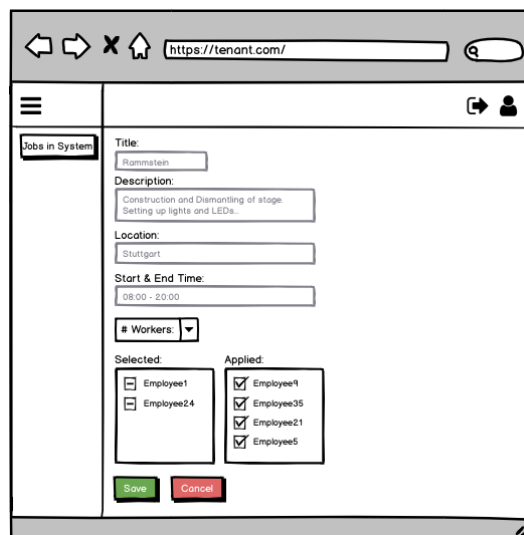 https://tenant.com/
Jobs in System
Title:
Rammstein
Description:
Construction and Dismantling of stage.
Setting up lights and LEDs..
Location:
Stuttgart
Start & End Time:
08:00 - 20:00
# Workers:
Selected:
Employee1
Employee24
Applied:
Employee9
Employee35
Employee21
Employee5
Save
Cancel